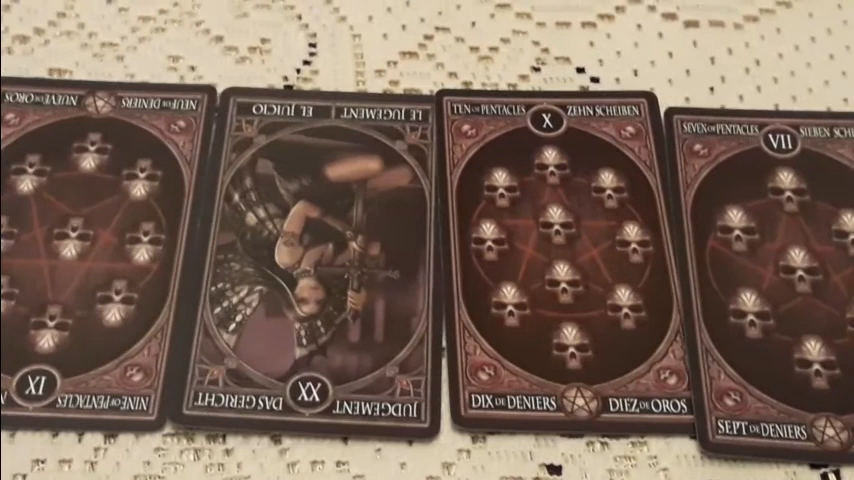 NEUF DE DENIERS NUEVE DE OROS
IX
NINE OF PENTACLES
LE JUGEMENT EL JUICIO
XX
JUDGEMENT DAS GERICHT
TEN OF PENTACLES X ZEHN SCHEIBEN
DIX DE DENIERS DIEZ DE OROS
SEVEN OF PENTACLES VII SIEBEN
SEPT DE DENIERS